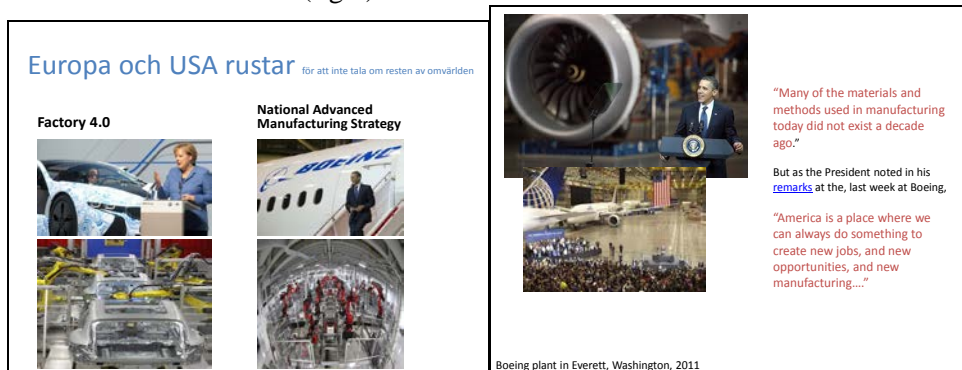 Europa och USA rustar för att inte tala om resten av omvärlden
Factory 4.0
National Advanced
Manufacturing Strategy
BOEING
“Many of the materials and
methods used in manufacturing
today did not exist a decade
ago.”
But as the President noted in his
remarks at the, last week at Boeing,
“America is a place where we
can always do something to
create new jobs, and new
opportunities, and new
manufacturing….”
Boeing plant in Everett, Washington, 2011